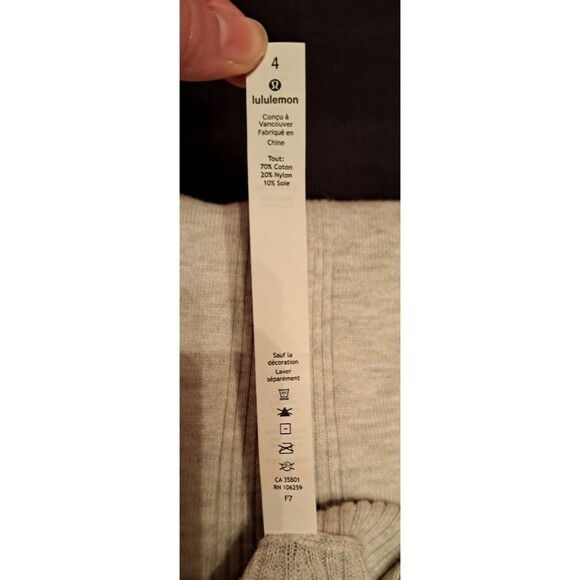 4
lululemon
Conçu à
Vancouver
Fabriqué en
Chine
Tout:
70% Coton
20% Nylon
10% Soie
Sauf la
décoration
Laver
séparément
CA 35801
RN 106259
F7